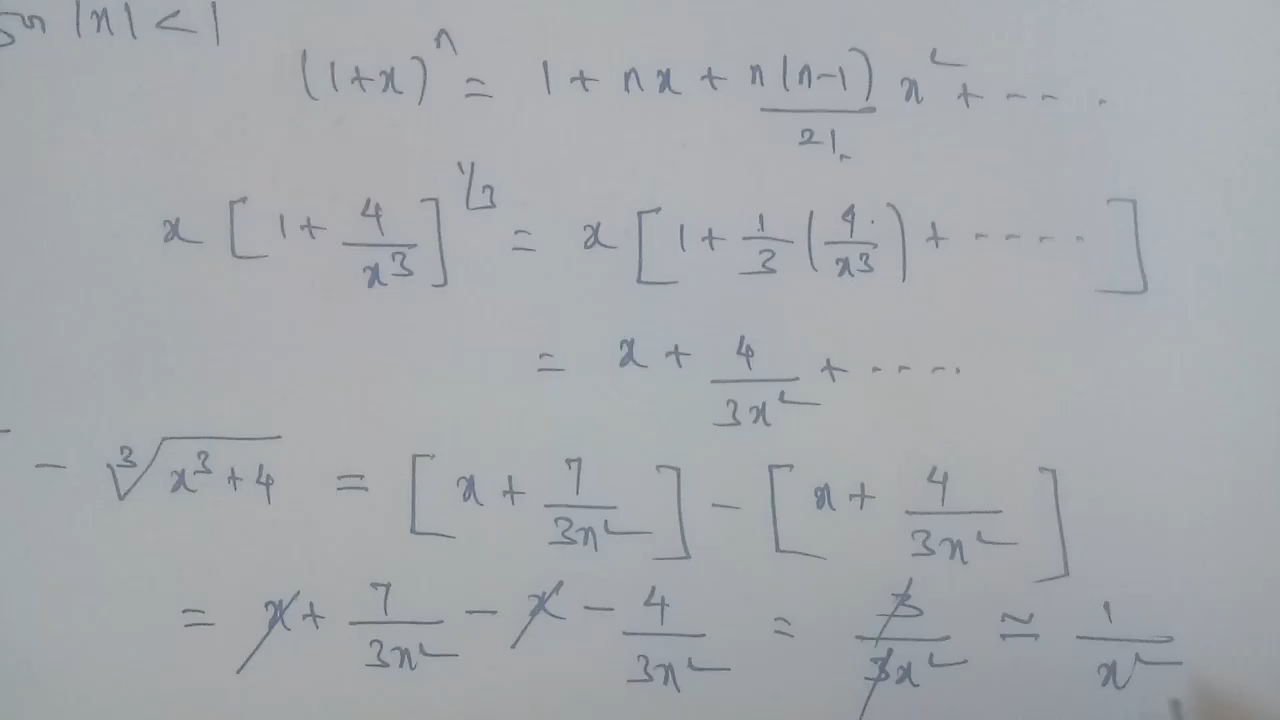 for |x| < 1
(1+x)^n = 1 + nx + n(n-1)/2! x^2 + ---- .
x [1 + 4/x^3]^1/3 = x [1 + 1/3 (4/x^3) + ----- ]
= x + 4/3x^2 + ----.
- ∛(x^3+4) = [x + 7/3x^2] - [x + 4/3x^2]
= x + 7/3x^2 - x - 4/3x^2 = 3/3x^2 ≃ 1/x^2